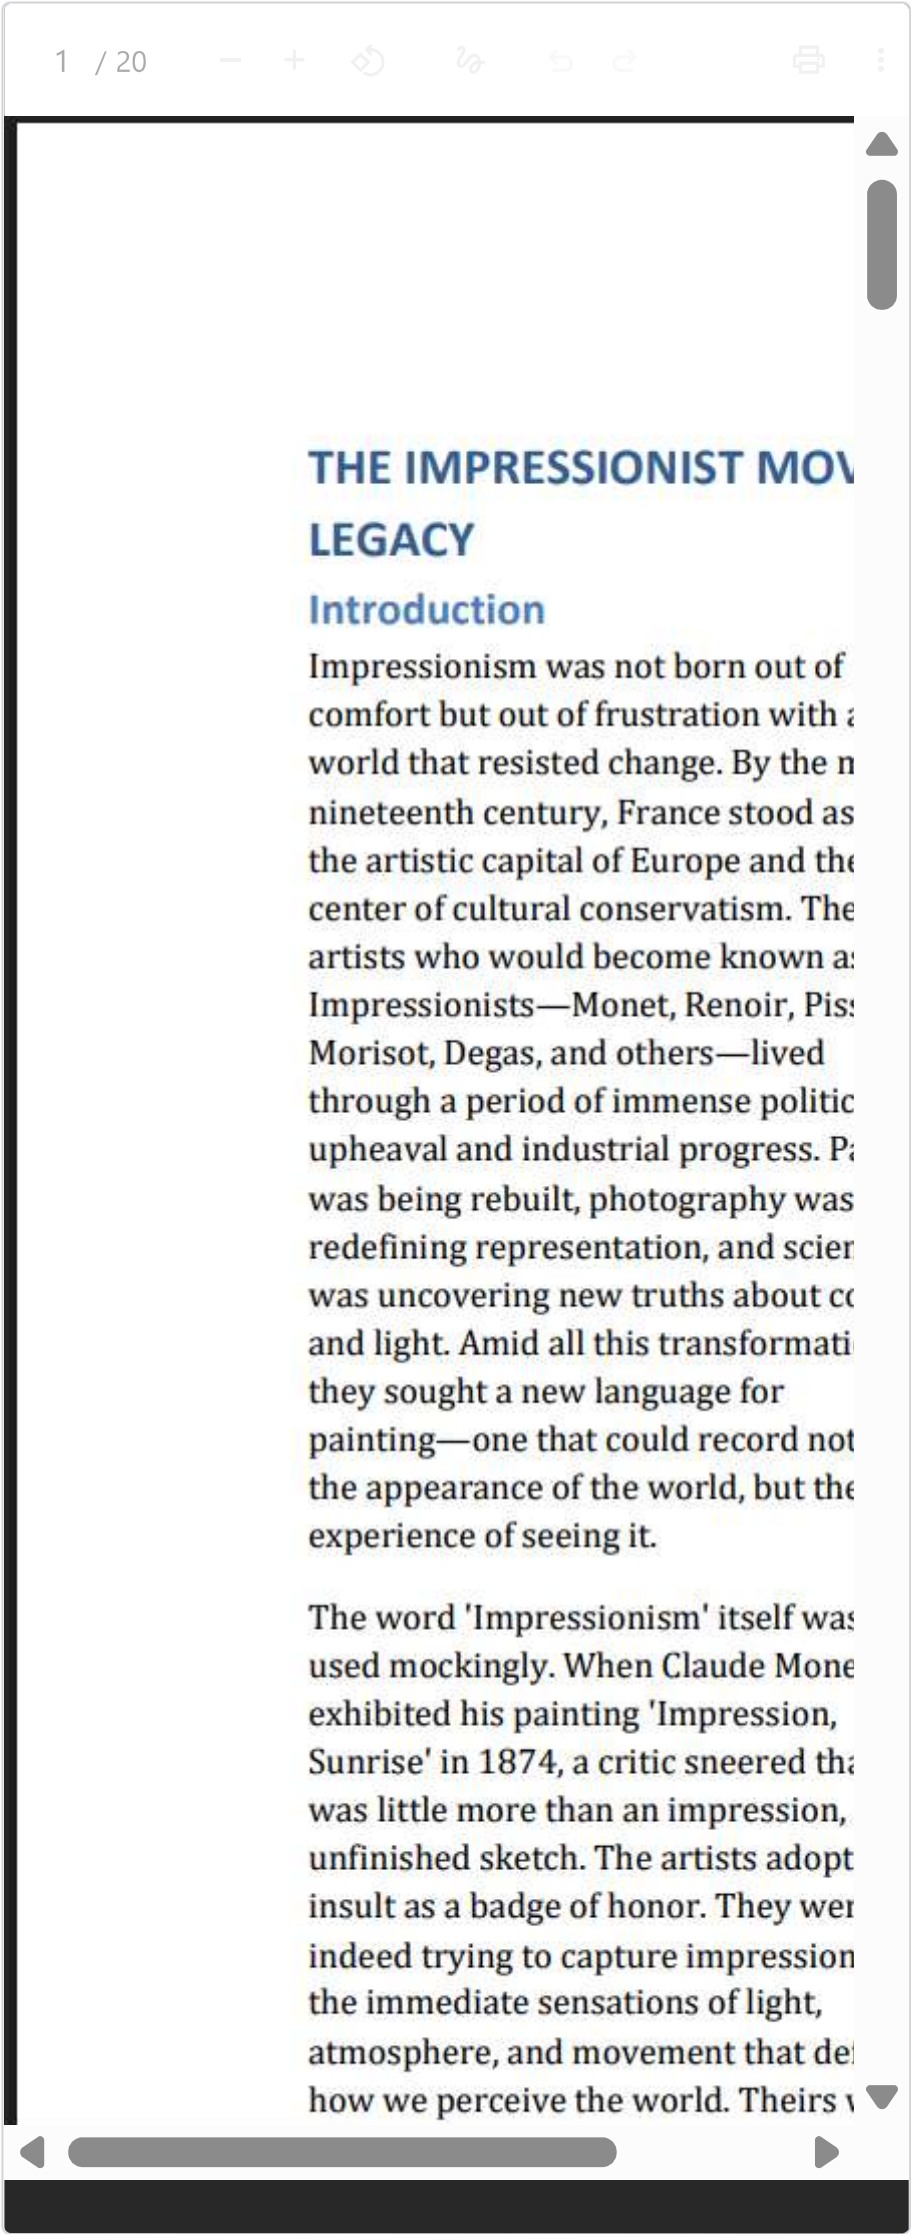 1 / 20
THE IMPRESSIONIST
LEGACY
Introduction
Impressionism was not born out of
comfort but out of frustration with
world that resisted change. By the
nineteenth century, France stood as
the artistic capital of Europe and
center of cultural conservatism. The
artists who would become known
Impressionists—Monet, Renoir,
Morisot, Degas, and others—lived
through a period of immense
upheaval and industrial progress.
was being rebuilt, photography was
redefining representation, and
was uncovering new truths about
and light. Amid all this
they sought a new language for
painting—one that could record not
the appearance of the world, but
experience of seeing it.
The word 'Impressionism' itself
used mockingly. When Claude
exhibited his painting 'Impression,
Sunrise' in 1874, a critic sneered
was little more than an impression,
unfinished sketch. The artists
insult as a badge of honor. They
indeed trying to capture
the immediate sensations of light,
atmosphere, and movement that
how we perceive the world. Theirs